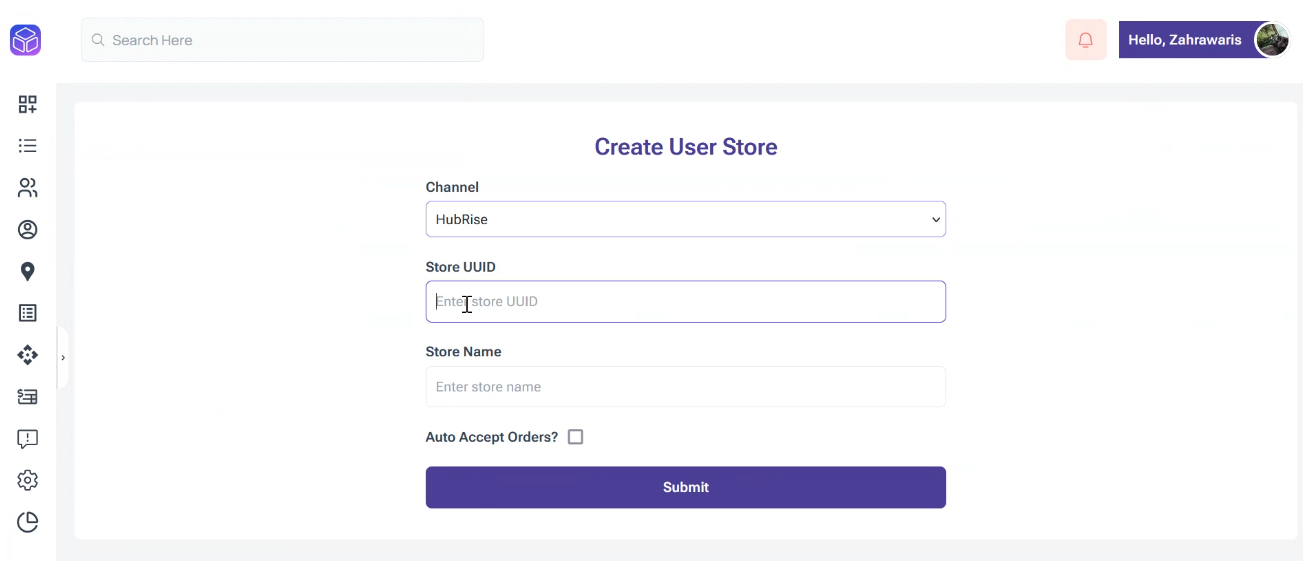 Search Here
Hello, Zahrawaris
Create User Store
Channel
HubRise
Store UUID
Enter store UUID
Store Name
Enter store name
Auto Accept Orders?
Submit